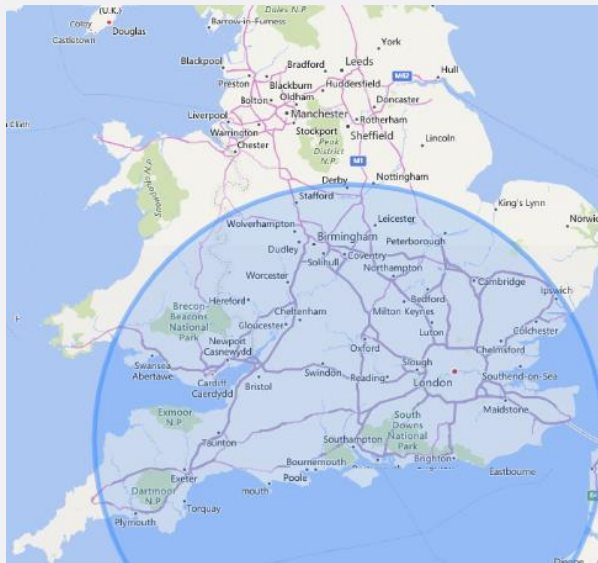 Dales N.P.
(U.K.)
Colby
Douglas
Castletown
Barrow-in-Furness
York
Blackpool
Bradford
Leeds
M62
Preston
Hull
Blackburn
Huddersfield
Bolton
Oldham
Doncaster
Liverpool
Manchester
Rotherham
Warrington
Stockport
Sheffield
Chester
Peak
District
N.P.
Lincoln
M1
Snowdonia N.P.
Derby
Nottingham
Stafford
King's Lynn
Wolverhampton
Leicester
Norwic
Birmingham
Peterborough
Dudley
Solihull
Coventry
Worcester
Northampton
Cambridge
Hereford
Bedford
Ipswich
Brecon-
Beacons
National
Park
Cheltenham
Milton Keynes
Gloucester
Luton
Colchester
Newport
Casnewydd
Oxford
Chelmsford
Swansea
Abertawe
Slough
Cardiff
Caerdydd
Swindon
Reading
London
Southend-on-Sea
Bristol
Maidstone
Exmoor
N.P.
South
Downs
National
Park
Taunton
Southampton
Brighton
Bournemouth
Eastbourne
Exeter
Poole
Dartmoor
N.P.
mouth
Torquay
Plymouth